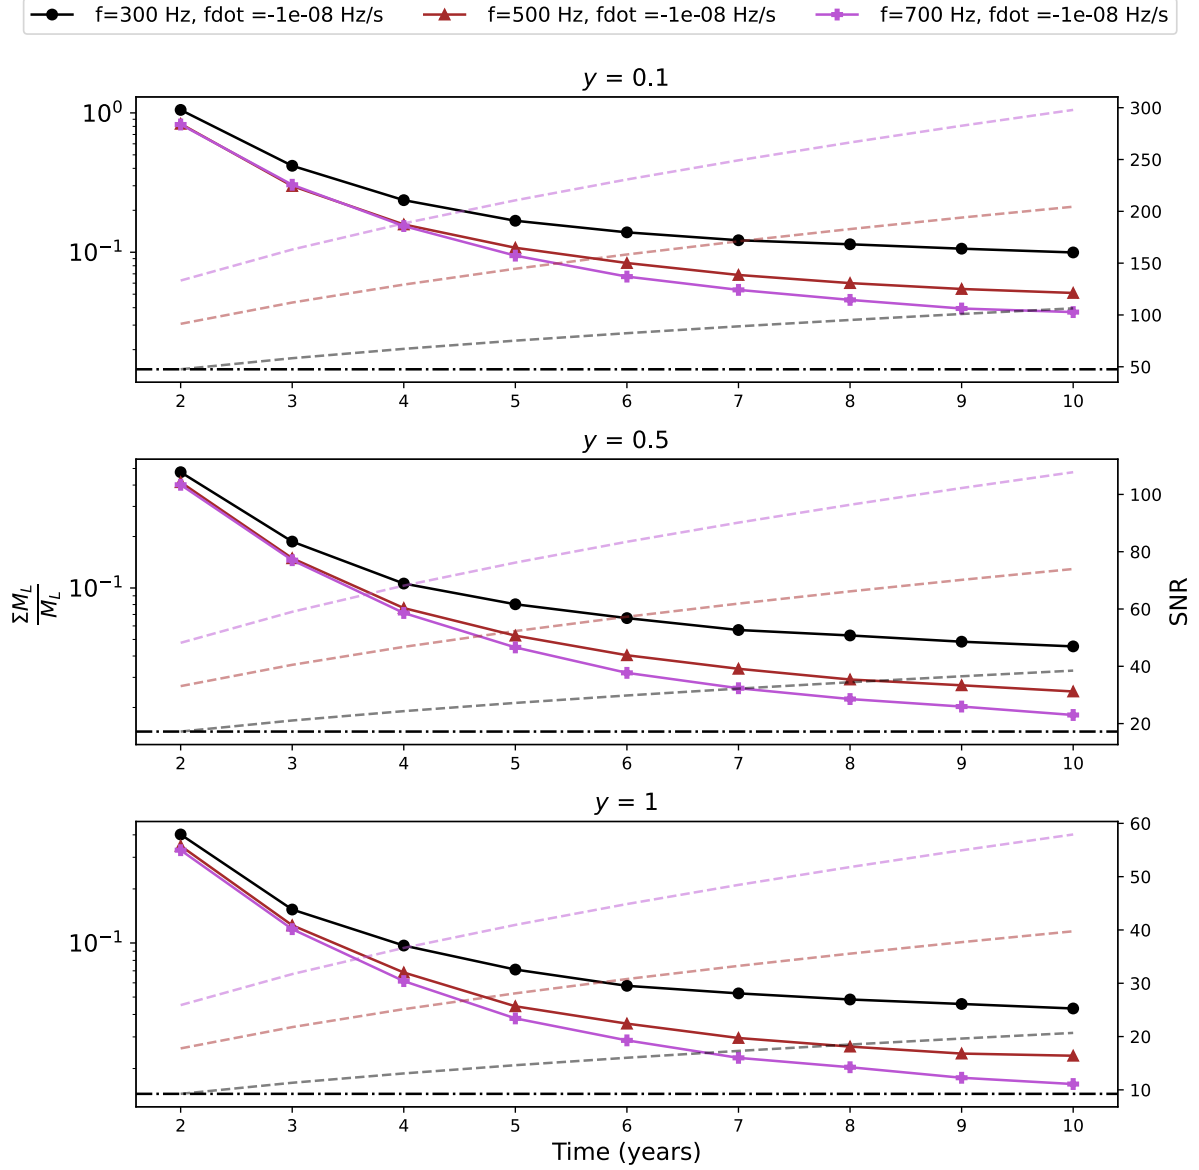 f=300 Hz, fdot =-1e-08 Hz/s f=500 Hz, fdot =-1e-08 Hz/s f=700 Hz, fdot =-1e-08 Hz/s
y = 0.1
10⁰
10⁻¹
300
250
200
150
100
50
2 3 4 5 6 7 8 9 10
y = 0.5
10⁻¹
100
80
60
40
20
2 3 4 5 6 7 8 9 10
ΣM_L
M_L
SNR
y = 1
10⁻¹
60
50
40
30
20
10
2 3 4 5 6 7 8 9 10
Time (years)